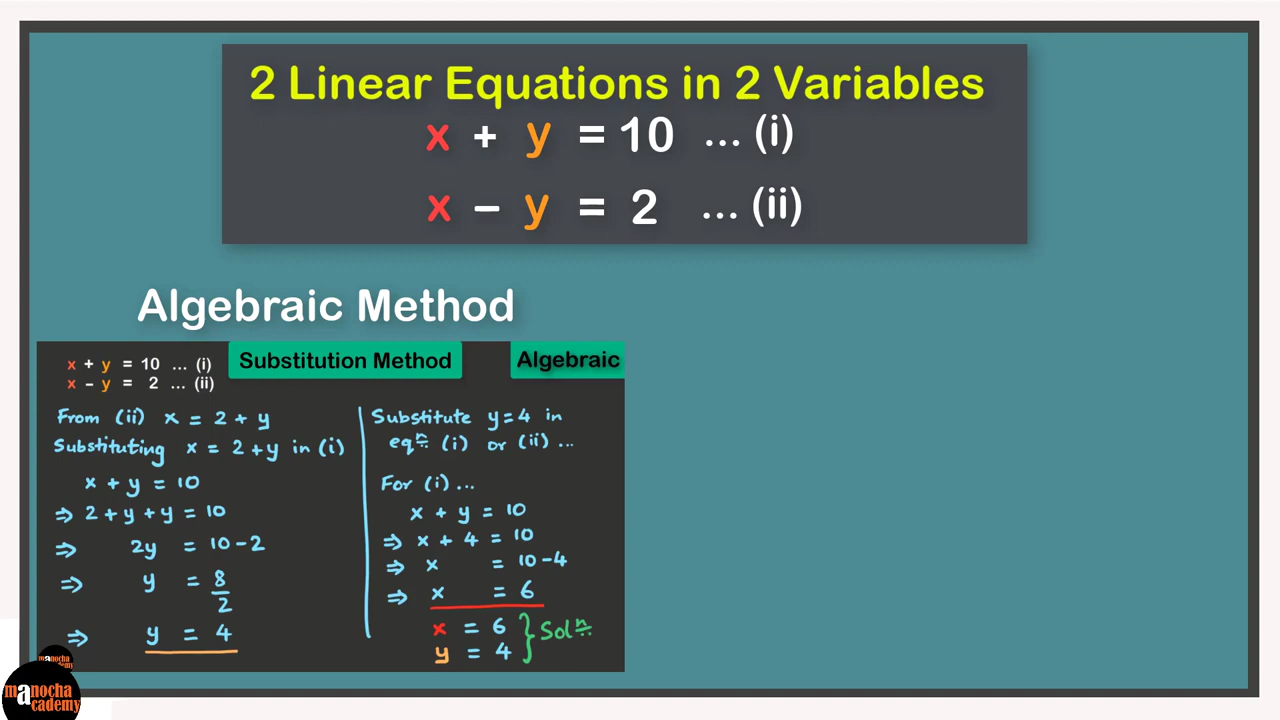 2 Linear Equations in 2 Variables
x + y = 10 ... (i)
x – y = 2 ... (ii)
Algebraic Method
x + y = 10 ... (i)
x – y = 2 ... (ii)
Substitution Method
Algebraic
From (ii) x = 2 + y
Substituting x = 2 + y in (i)
x + y = 10
⇒ 2 + y + y = 10
⇒ 2y = 10 – 2
⇒ y = 8/2
⇒ y = 4
Substitute y = 4 in
eqn. (i) or (ii) ...
For (i) ...
x + y = 10
⇒ x + 4 = 10
⇒ x = 10 – 4
⇒ x = 6
x = 6 } Soln.
y = 4
manocha
academy
manocha
academy